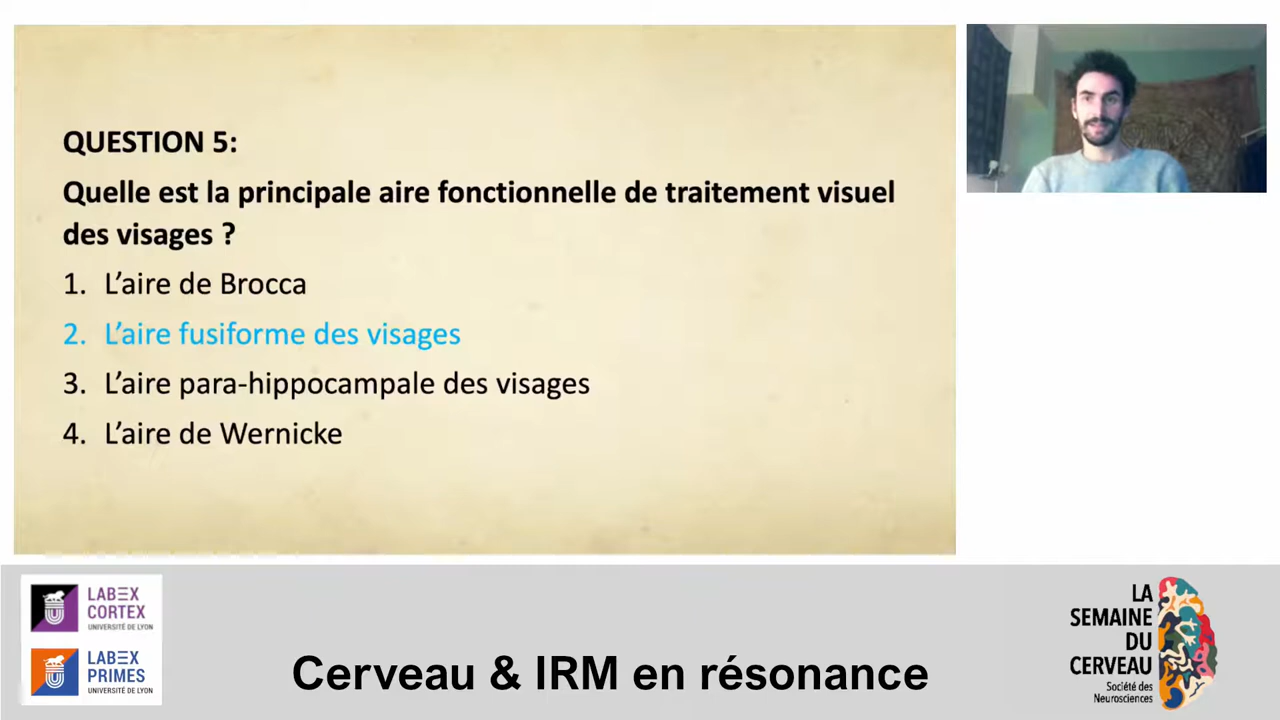 QUESTION 5:
Quelle est la principale aire fonctionnelle de traitement visuel
des visages ?
1. L’aire de Brocca
2. L’aire fusiforme des visages
3. L’aire para-hippocampale des visages
4. L’aire de Wernicke
LABEX
CORTEX
UNIVERSITÉ DE LYON
LABEX
PRIMES
UNIVERSITÉ DE LYON
Cerveau & IRM en résonance
LA
SEMAINE
DU
CERVEAU
Société des
Neurosciences